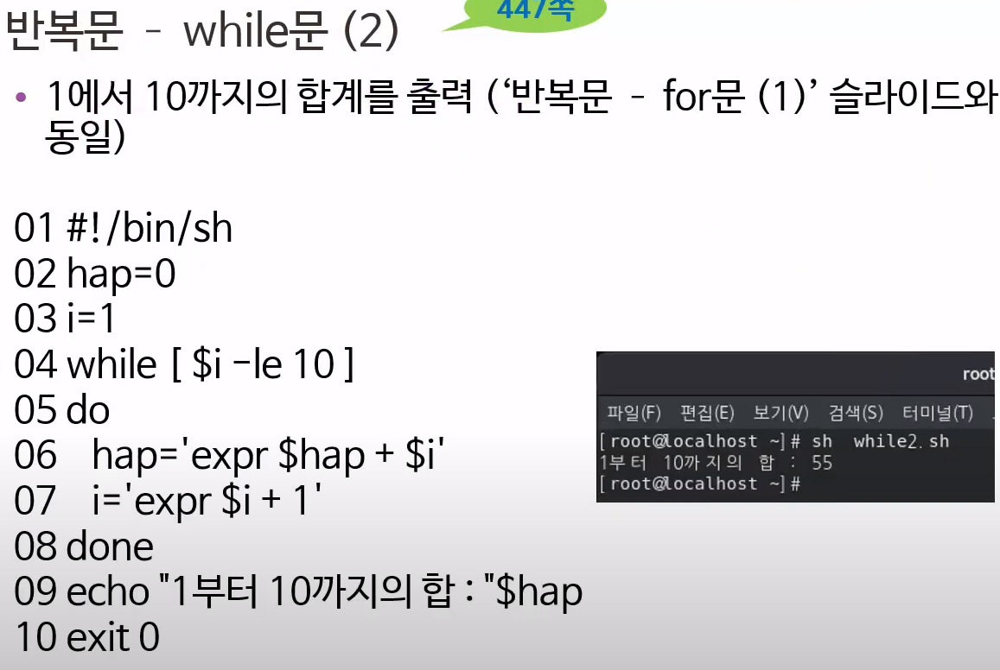 447쪽
반복문 - while문 (2)
• 1에서 10까지의 합계를 출력 (‘반복문 - for문 (1)’ 슬라이드와
동일)
01 #!/bin/sh
02 hap=0
03 i=1
04 while [ $i -le 10 ]
05 do
06 hap='expr $hap + $i'
07 i='expr $i + 1'
08 done
09 echo "1부터 10까지의 합 : "$hap
10 exit 0
root
파일(F) 편집(E) 보기(V) 검색(S) 터미널(T)
[root@localhost ~]# sh while2.sh
1부터 10까지의 합 : 55
[root@localhost ~]#